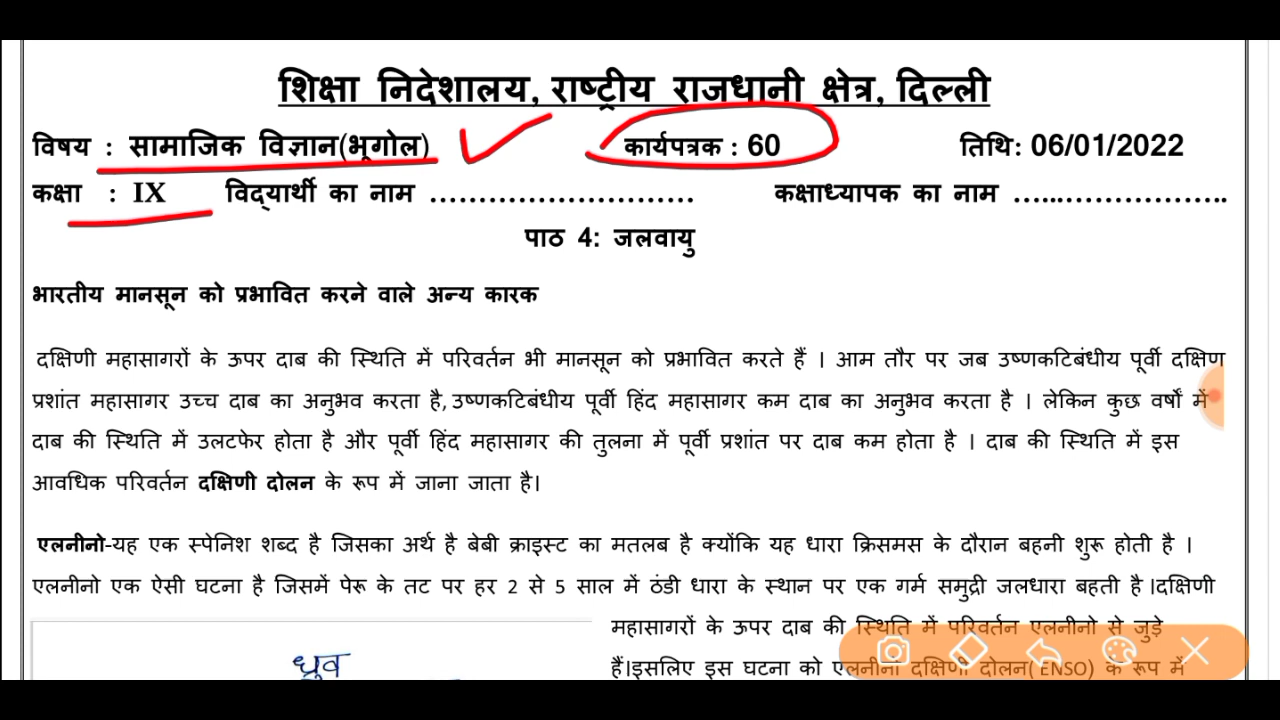 शिक्षा निदेशालय, राष्ट्रीय राजधानी क्षेत्र, दिल्ली
विषय : सामाजिक विज्ञान(भूगोल) कार्यपत्रक : 60 तिथि: 06/01/2022
कक्षा : IX विद्यार्थी का नाम ........................... कक्षाध्यापक का नाम ........................
पाठ 4: जलवायु
भारतीय मानसून को प्रभावित करने वाले अन्य कारक
दक्षिणी महासागरों के ऊपर दाब की स्थिति में परिवर्तन भी मानसून को प्रभावित करते हैं । आम तौर पर जब उष्णकटिबंधीय पूर्वी दक्षिण
प्रशांत महासागर उच्च दाब का अनुभव करता है,उष्णकटिबंधीय पूर्वी हिंद महासागर कम दाब का अनुभव करता है । लेकिन कुछ वर्षों में
दाब की स्थिति में उलटफेर होता है और पूर्वी हिंद महासागर की तुलना में पूर्वी प्रशांत पर दाब कम होता है । दाब की स्थिति में इस
आवधिक परिवर्तन दक्षिणी दोलन के रूप में जाना जाता है।
एलनीनो-यह एक स्पेनिश शब्द है जिसका अर्थ है बेबी क्राइस्ट का मतलब है क्योंकि यह धारा क्रिसमस के दौरान बहनी शुरू होती है ।
एलनीनो एक ऐसी घटना है जिसमें पेरू के तट पर हर 2 से 5 साल में ठंडी धारा के स्थान पर एक गर्म समुद्री जलधारा बहती है ।दक्षिणी
महासागरों के ऊपर दाब की स्थिति में परिवर्तन एलनीनो से जुड़े
ध्रुव
हैं।इसलिए इस घटना को एलनीनो दक्षिणी दोलन( ENSO) के रूप में